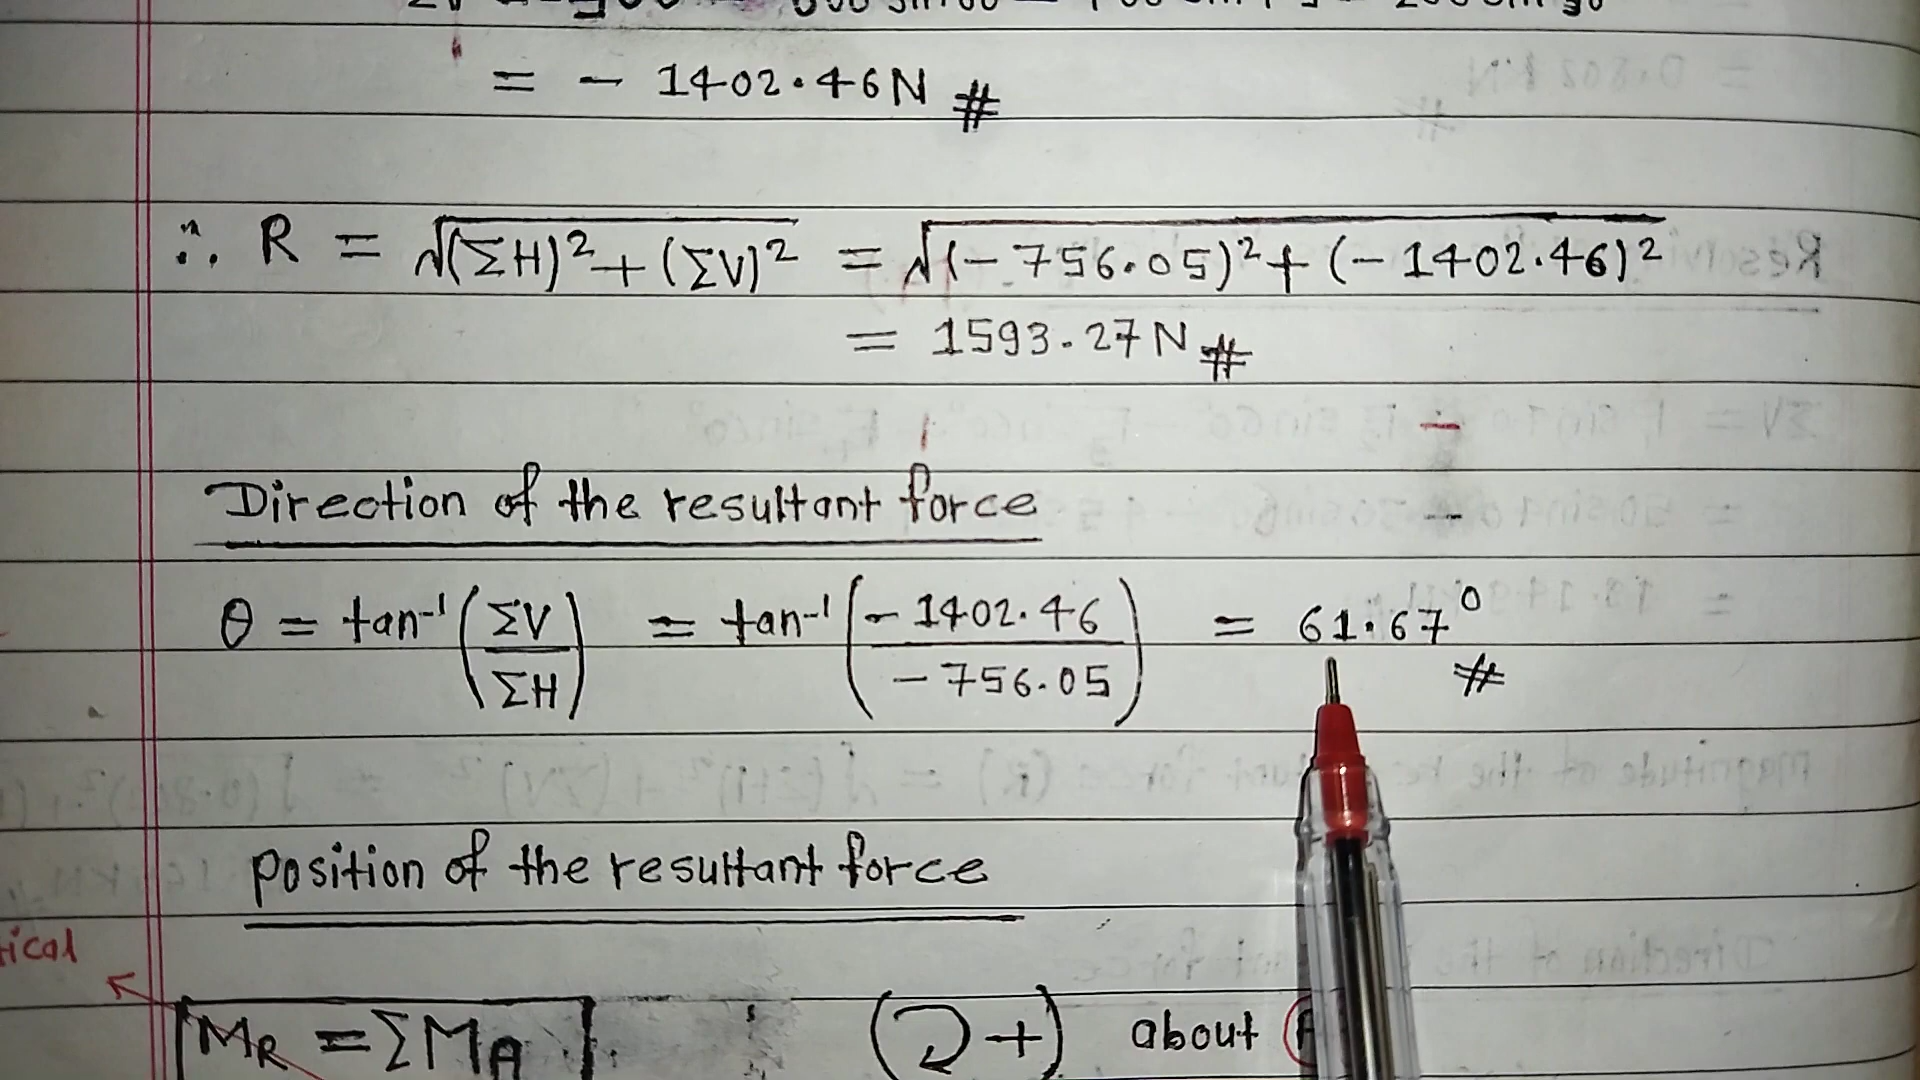 = - 1402.46N #
∴ R = √(ΣH)² + (ΣV)² = √(-756.05)² + (-1402.46)²
= 1593.27N #
Direction of the resultant force
θ = tan⁻¹(ΣV/ΣH) = tan⁻¹(-1402.46/-756.05) = 61.67° #
Position of the resultant force
tical
MR = ΣMA (↻+) about